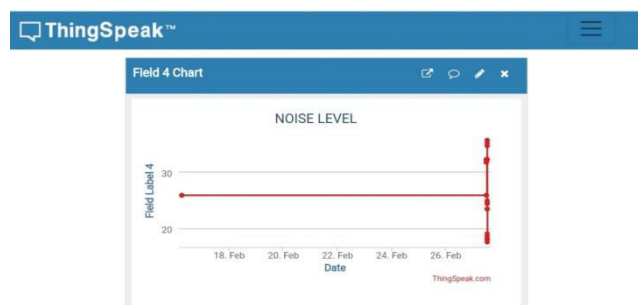 ThingSpeak™
Field 4 Chart
NOISE LEVEL
Field Label 4
30
20
18. Feb 20. Feb 22. Feb 24. Feb 26. Feb
Date
ThingSpeak.com